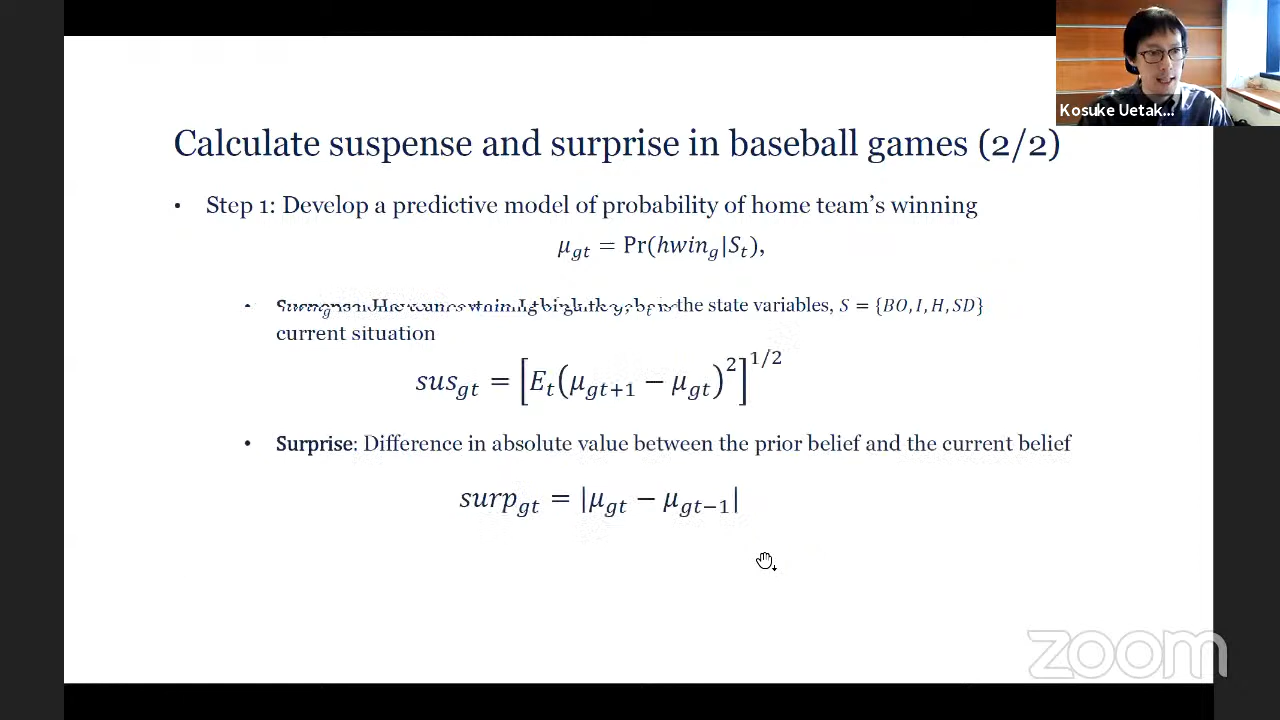 Kosuke Uetak...
Calculate suspense and surprise in baseball games (2/2)
• Step 1: Develop a predictive model of probability of home team's winning
μ_gt = Pr(hwin_g|S_t),
• the state variables, S = {BO, I, H, SD}
current situation
sus_gt = [E_t(μ_gt+1 − μ_gt)^2]^1/2
• Surprise: Difference in absolute value between the prior belief and the current belief
surp_gt = |μ_gt − μ_gt−1|
zoom